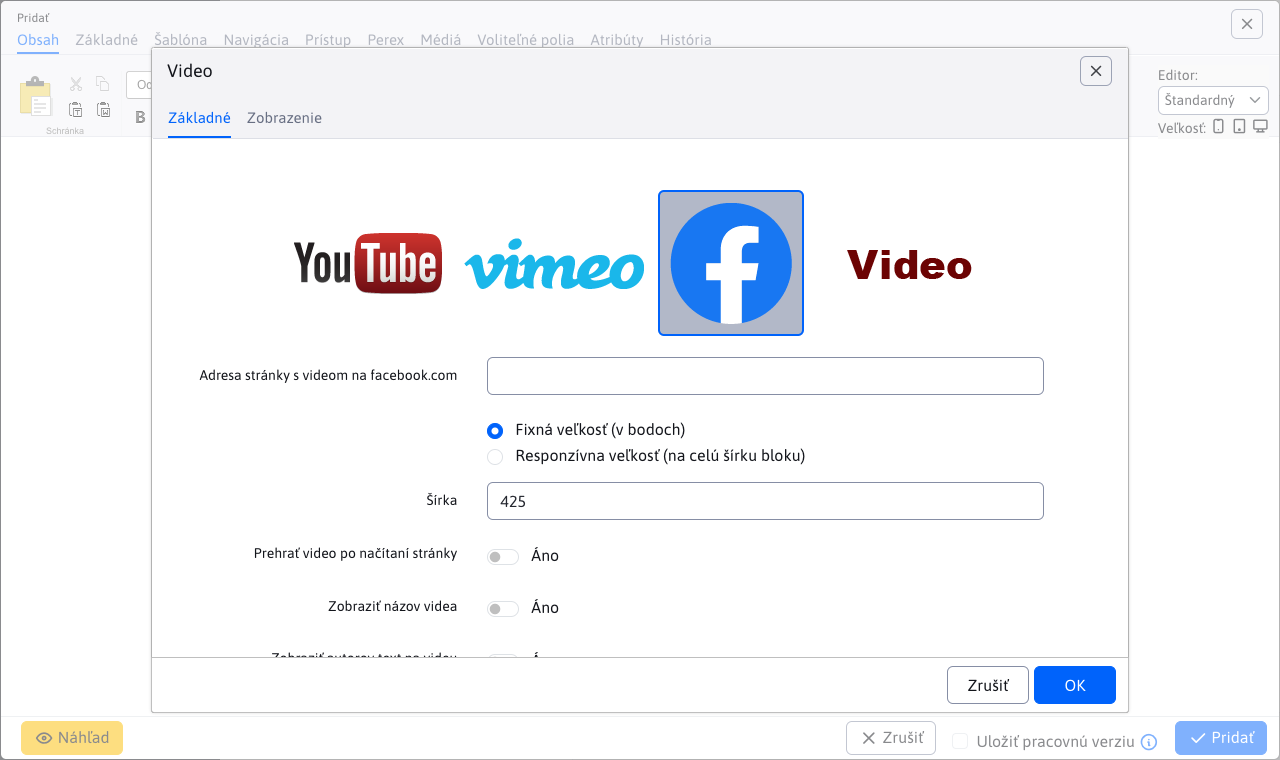 Pridať
Obsah Základné Šablóna Navigácia Prístup Perex Médiá Voliteľné polia Atribúty História
Video
Základné Zobrazenie
Editor:
Štandardný
Veľkosť:
B
Schránka
YouTube vimeo f Video
Adresa stránky s videom na facebook.com
Fixná veľkosť (v bodoch)
Responzívna veľkosť (na celú šírku bloku)
Šírka 425
Prehrať video po načítaní stránky Áno
Zobraziť názov videa Áno
Zrušiť OK
Náhľad Zrušiť Uložiť pracovnú verziu Pridať